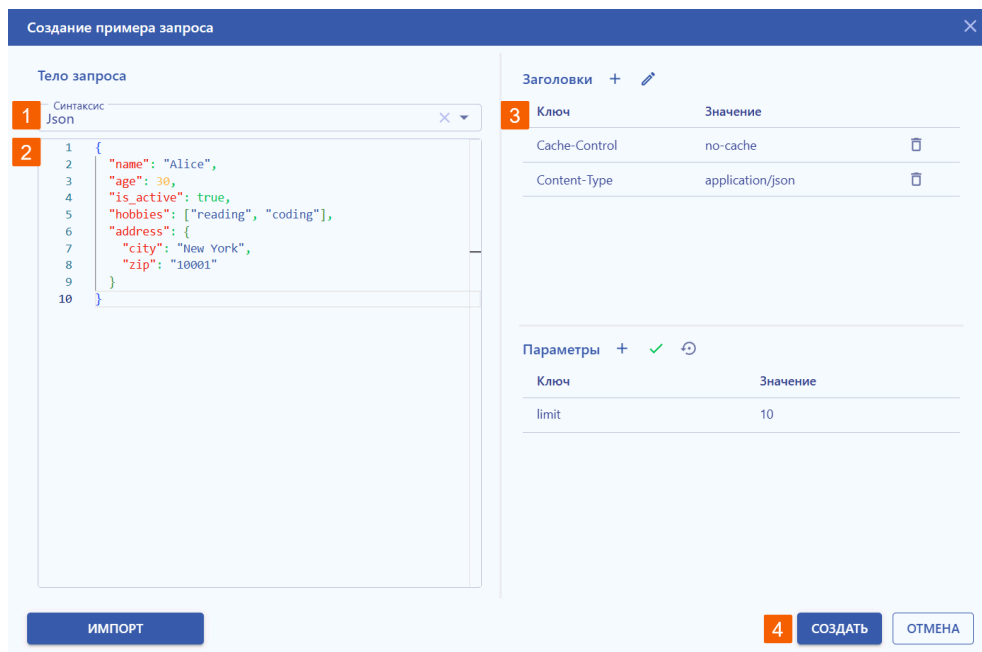 Создание примера запроса
Тело запроса
1
Синтаксис
Json
2
1 {
2 "name": "Alice",
3 "age": 30,
4 "is_active": true,
5 "hobbies": ["reading", "coding"],
6 "address": {
7 "city": "New York",
8 "zip": "10001"
9 }
10 }
ИМПОРТ
Заголовки +
3
Ключ Значение
Cache-Control no-cache
Content-Type application/json
Параметры +
Ключ Значение
limit 10
4
СОЗДАТЬ ОТМЕНА